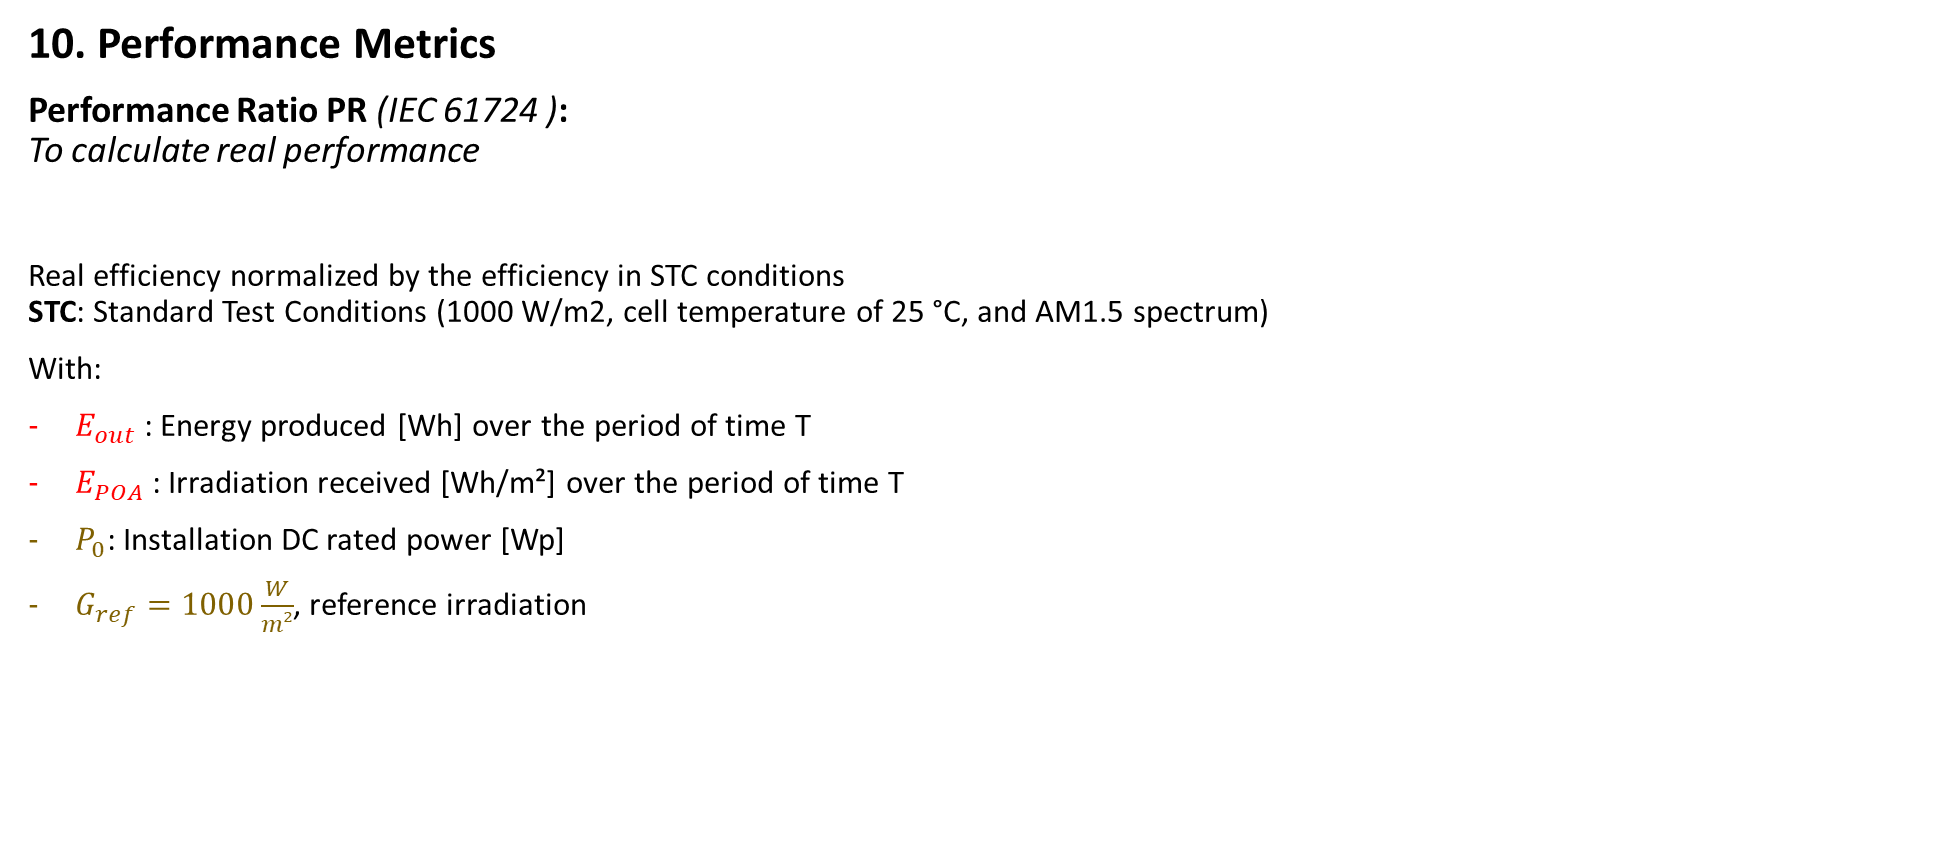 10. Performance Metrics
Performance Ratio PR (IEC 61724 ):
To calculate real performance
Real efficiency normalized by the efficiency in STC conditions
STC: Standard Test Conditions (1000 W/m2, cell temperature of 25 °C, and AM1.5 spectrum)
With:
- E_out : Energy produced [Wh] over the period of time T
- E_POA : Irradiation received [Wh/m²] over the period of time T
- P_0: Installation DC rated power [Wp]
- G_ref = 1000 W/m², reference irradiation